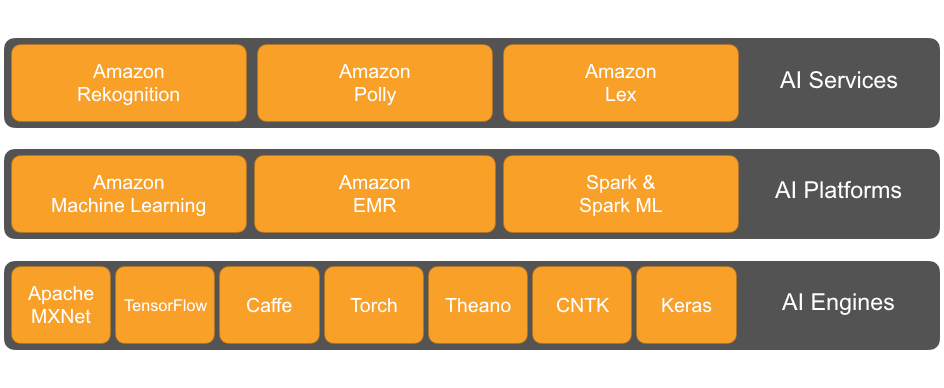 Amazon
Rekognition
Amazon
Polly
Amazon
Lex
AI Services
Amazon
Machine Learning
Amazon
EMR
Spark &
Spark ML
AI Platforms
Apache
MXNet
TensorFlow
Caffe
Torch
Theano
CNTK
Keras
AI Engines